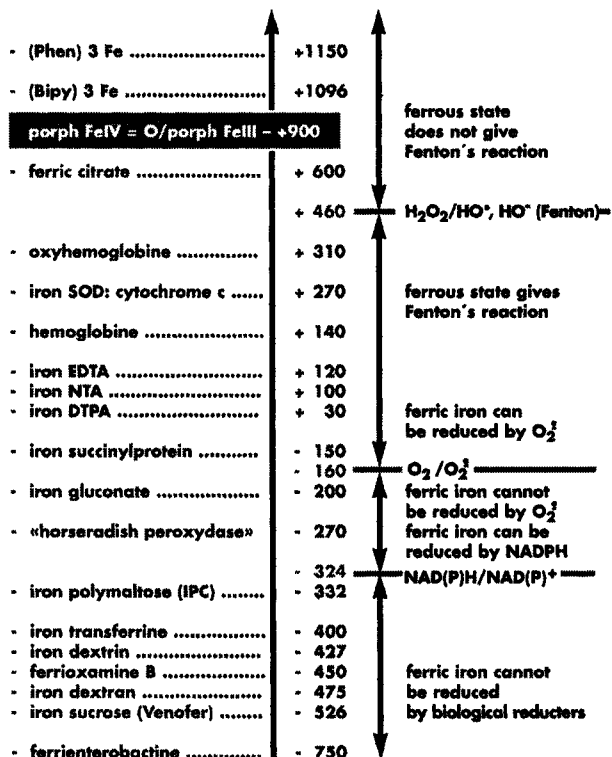 - (Phen) 3 Fe ................. +1150
- (Bipy) 3 Fe ................. +1096
porph FeIV = O/porph FeIII – +900
ferrous state
does not give
Fenton´s reaction
- ferric citrate ................ + 600
+ 460 H₂O₂/HO•, HO⁻ (Fenton)
- oxyhemoglobine ............... + 310
- iron SOD: cytochrome c ...... + 270 ferrous state gives
Fenton´s reaction
- hemoglobine .................. + 140
- iron EDTA ..................... + 120
- iron NTA ...................... + 100
- iron DTPA ..................... + 30 ferric iron can
be reduced by O₂
- iron succinylprotein ........... - 150
- 160 O₂ /O₂
- iron gluconate ................ - 200 ferric iron cannot
be reduced by O₂
- «horseradish peroxydase» - 270 ferric iron can be
reduced by NADPH
- 324 NAD(P)H/NAD(P)⁺
- iron polymaltose (IPC) ........ - 332
- iron transferrine .............. - 400
- iron dextrin .................... - 427
- ferrioxamine B ................ - 450 ferric iron cannot
- iron dextran ................... - 475 be reduced
- iron sucrose (Venofer) ........ - 526 by biological reducters
- ferrienterobactine ............. - 750